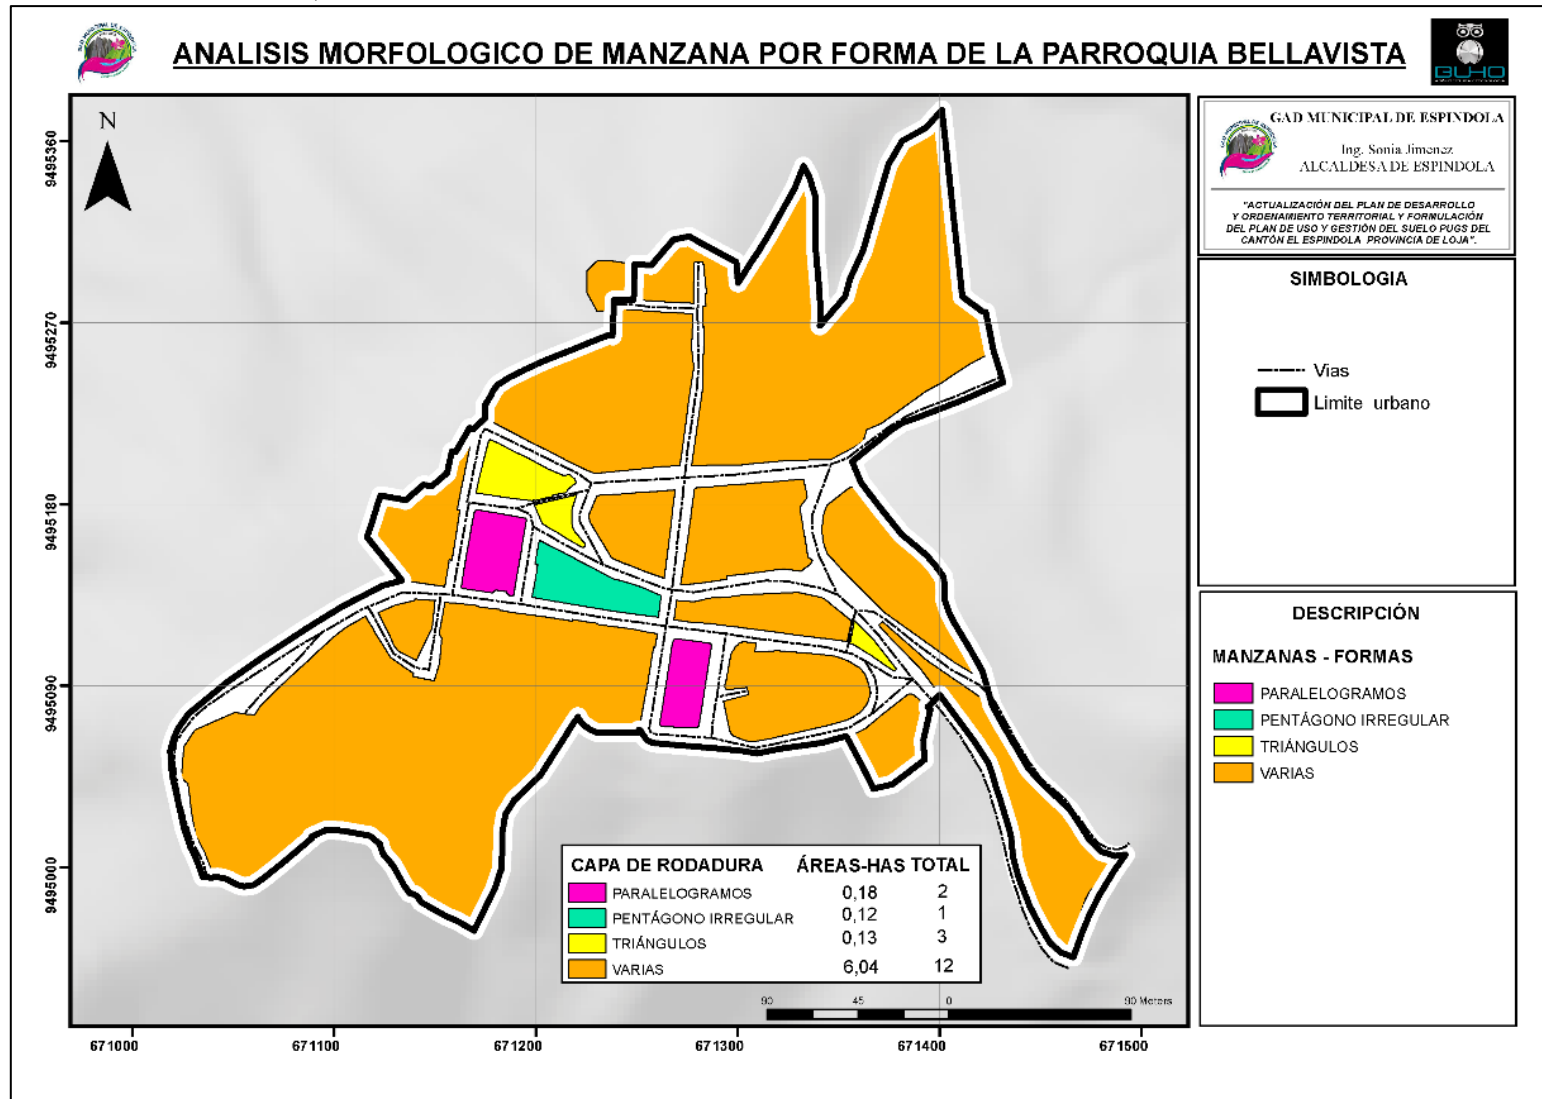 ANALISIS MORFOLOGICO DE MANZANA POR FORMA DE LA PARROQUIA BELLAVISTA
BUHO
GAD MUNICIPAL DE ESPINDOLA
Ing. Sonia Jimenez
ALCALDESA DE ESPINDOLA
"ACTUALIZACIÓN DEL PLAN DE DESARROLLO
Y ORDENAMIENTO TERRITORIAL Y FORMULACIÓN
DEL PLAN DE USO Y GESTIÓN DEL SUELO PUGS DEL
CANTÓN EL ESPINDOLA PROVINCIA DE LOJA".
SIMBOLOGIA
Vias
Limite urbano
DESCRIPCIÓN
MANZANAS - FORMAS
PARALELOGRAMOS
PENTÁGONO IRREGULAR
TRIÁNGULOS
VARIAS
N
9495360
9495270
9495180
9495090
9495000
CAPA DE RODADURA ÁREAS-HAS TOTAL
PARALELOGRAMOS 0,18 2
PENTÁGONO IRREGULAR 0,12 1
TRIÁNGULOS 0,13 3
VARIAS 6,04 12
90 45 0 90 Meters
671000 671100 671200 671300 671400 671500